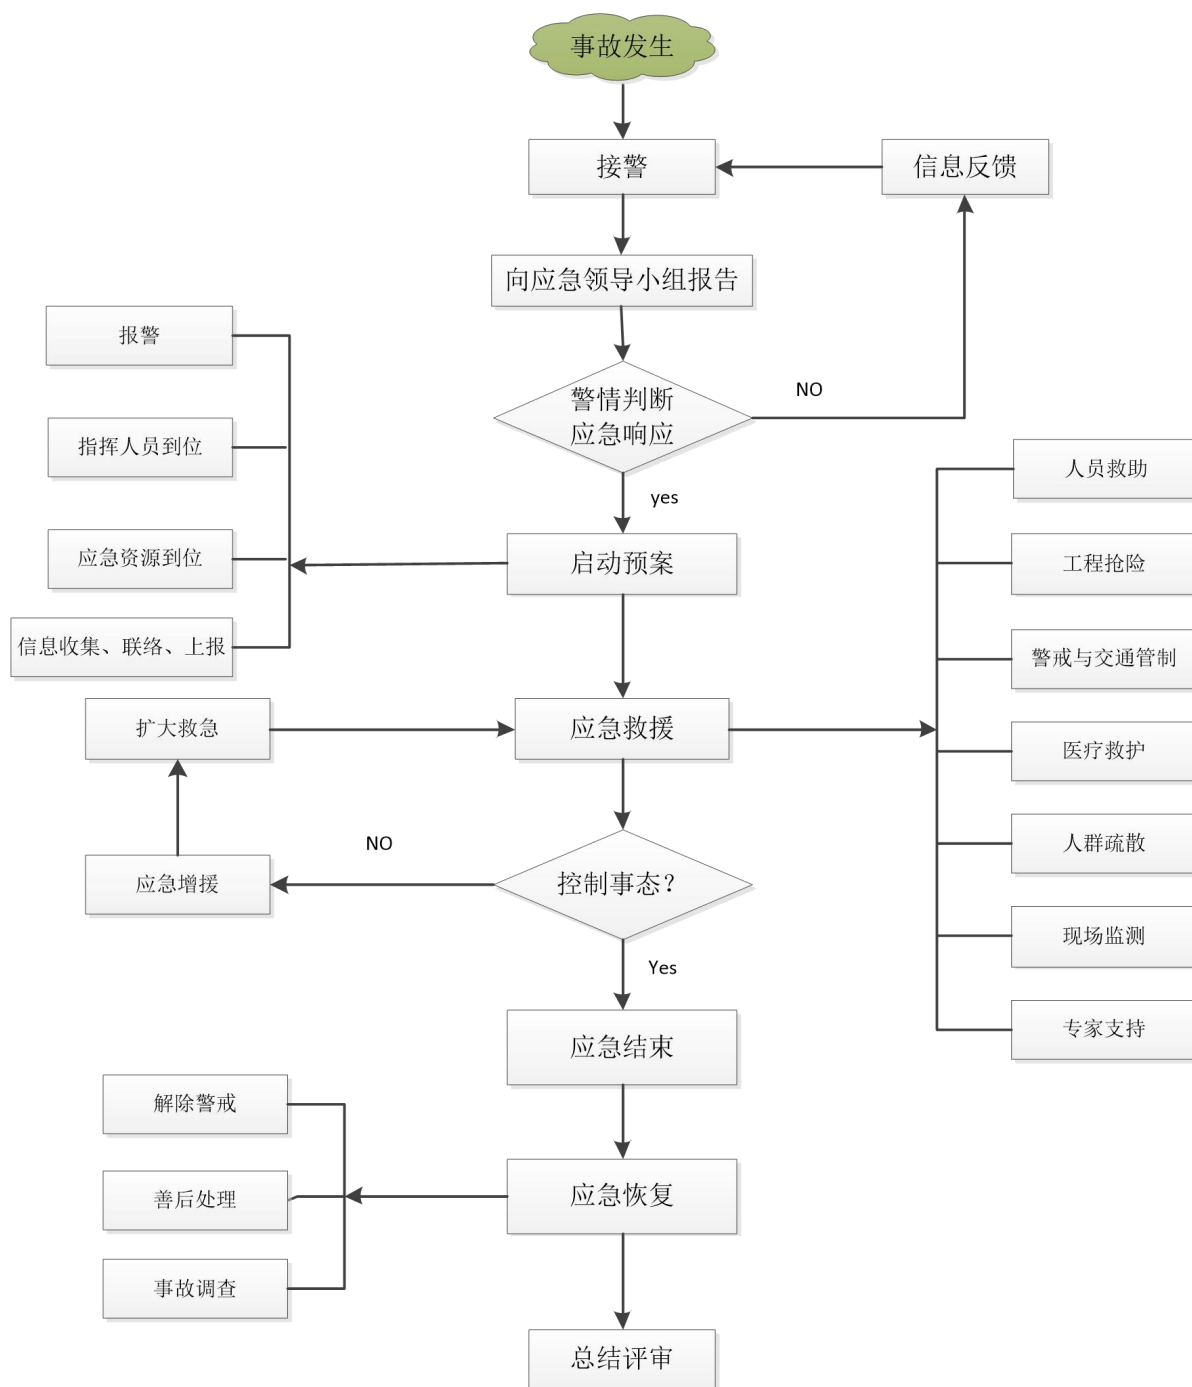 事故发生
接警
信息反馈
向应急领导小组报告
报警
警情判断
应急响应
NO
指挥人员到位
人员救助
yes
应急资源到位
启动预案
工程抢险
信息收集、联络、上报
警戒与交通管制
扩大救急
应急救援
医疗救护
NO
人群疏散
应急增援
控制事态？
现场监测
Yes
专家支持
应急结束
解除警戒
善后处理
应急恢复
事故调查
总结评审